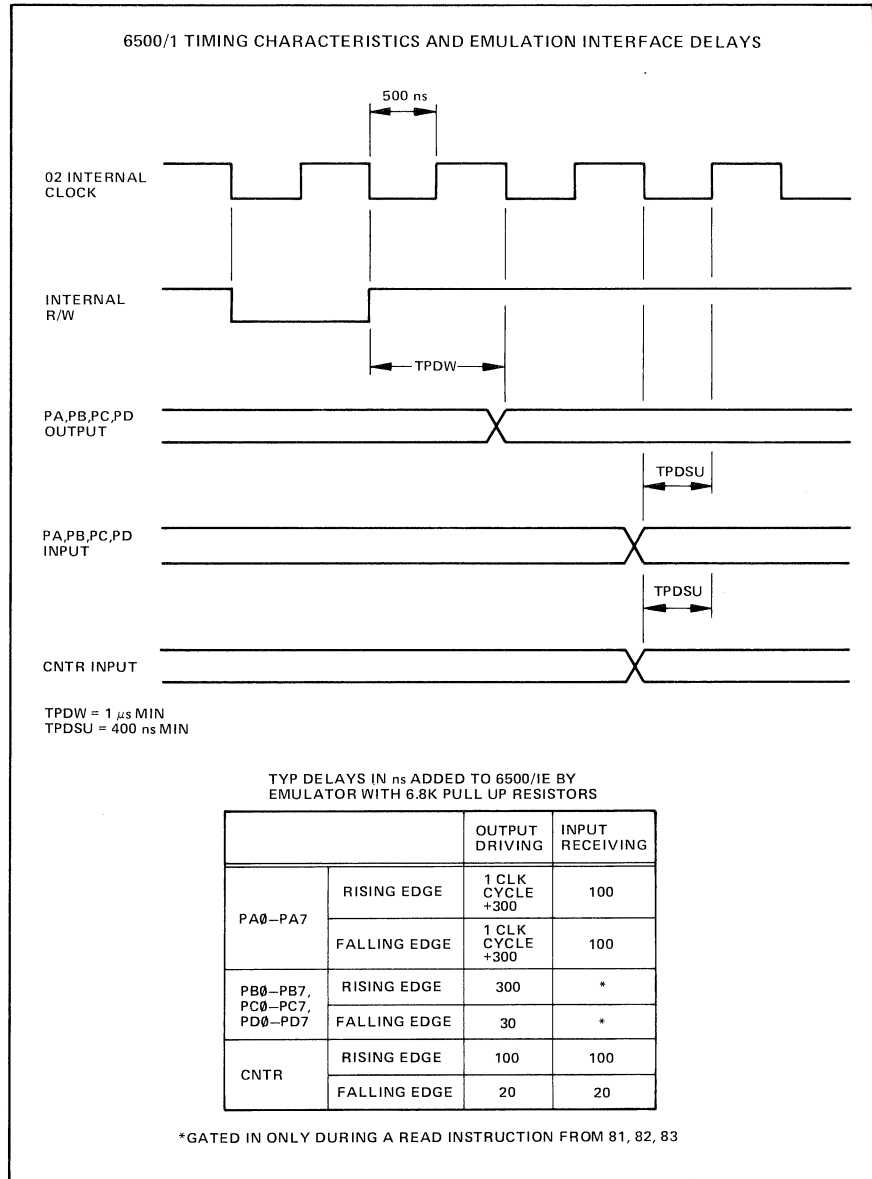 6500/1 TIMING CHARACTERISTICS AND EMULATION INTERFACE DELAYS
500 ns
02 INTERNAL
CLOCK
INTERNAL
R/W
TPDW
PA,PB,PC,PD
OUTPUT
TPDSU
PA,PB,PC,PD
INPUT
TPDSU
CNTR INPUT
TPDW = 1 μs MIN
TPDSU = 400 ns MIN
TYP DELAYS IN ns ADDED TO 6500/IE BY
EMULATOR WITH 6.8K PULL UP RESISTORS
OUTPUT DRIVING
INPUT RECEIVING
PAØ–PA7
RISING EDGE
1 CLK CYCLE +300
100
FALLING EDGE
1 CLK CYCLE +300
100
PBØ–PB7,
PCØ–PC7,
PDØ–PD7
RISING EDGE
300
*
FALLING EDGE
30
*
CNTR
RISING EDGE
100
100
FALLING EDGE
20
20
*GATED IN ONLY DURING A READ INSTRUCTION FROM 81, 82, 83